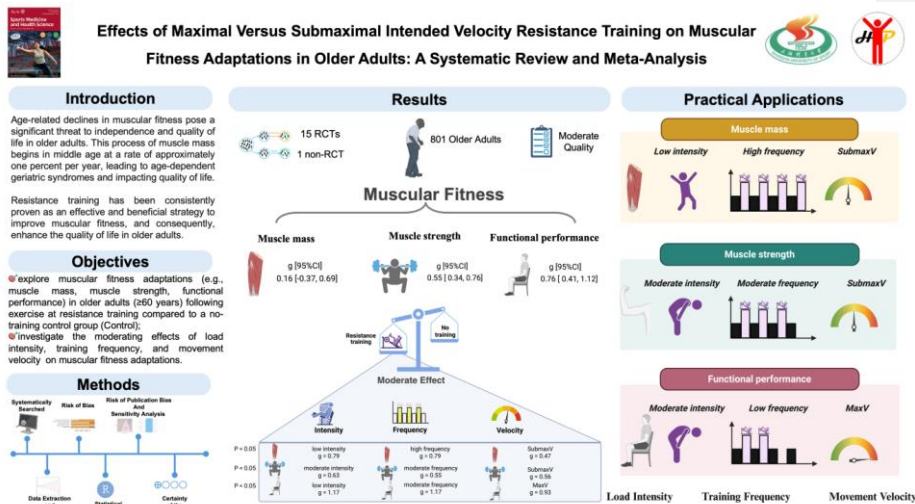 Sports Medicine
and Health Science
Effects of Maximal Versus Submaximal Intended Velocity Resistance Training on Muscular
Fitness Adaptations in Older Adults: A Systematic Review and Meta-Analysis
Introduction
Age-related declines in muscular fitness pose a
significant threat to independence and quality of
life in older adults. This process of muscle mass
begins in middle age at a rate of approximately
one percent per year, leading to age-dependent
geriatric syndromes and impacting quality of life.
Resistance training has been consistently
proven as an effective and beneficial strategy to
improve muscular fitness, and consequently,
enhance the quality of life in older adults.
Objectives
explore muscular fitness adaptations (e.g.,
muscle mass, muscle strength, functional
performance) in older adults (≥60 years) following
exercise at resistance training compared to a no-
training control group (Control);
investigate the moderating effects of load
intensity, training frequency, and movement
velocity on muscular fitness adaptations.
Methods
Systematically
Searched
Risk of Bias
Risk of Publication Bias
And
Sensitivity Analysis
Data Extraction
R
Statistical
Certainty
Results
15 RCTs
1 non-RCT
801 Older Adults
Moderate
Quality
Muscular Fitness
Muscle mass
g [95%CI]
0.16 [-0.37, 0.69]
Muscle strength
g [95%CI]
0.55 [ 0.34, 0.76]
Functional performance
g [95%CI]
0.76 [ 0.41, 1.12]
Resistance
training
No
training
Moderate Effect
Intensity
Frequency
Velocity
P < 0.05
low intensity
g = 0.79
high frequency
g = 0.79
SubmaxV
g = 0.47
P < 0.05
moderate intensity
g = 0.63
moderate frequency
g = 0.55
SubmaxV
g = 0.56
P < 0.05
low intensity
g = 1.17
moderate frequency
g = 1.17
MaxV
g = 0.93
Practical Applications
Muscle mass
Low intensity
High frequency
SubmaxV
Muscle strength
Moderate intensity
Moderate frequency
SubmaxV
Functional performance
Moderate intensity
Low frequency
MaxV
Load Intensity
Training Frequency
Movement Velocity